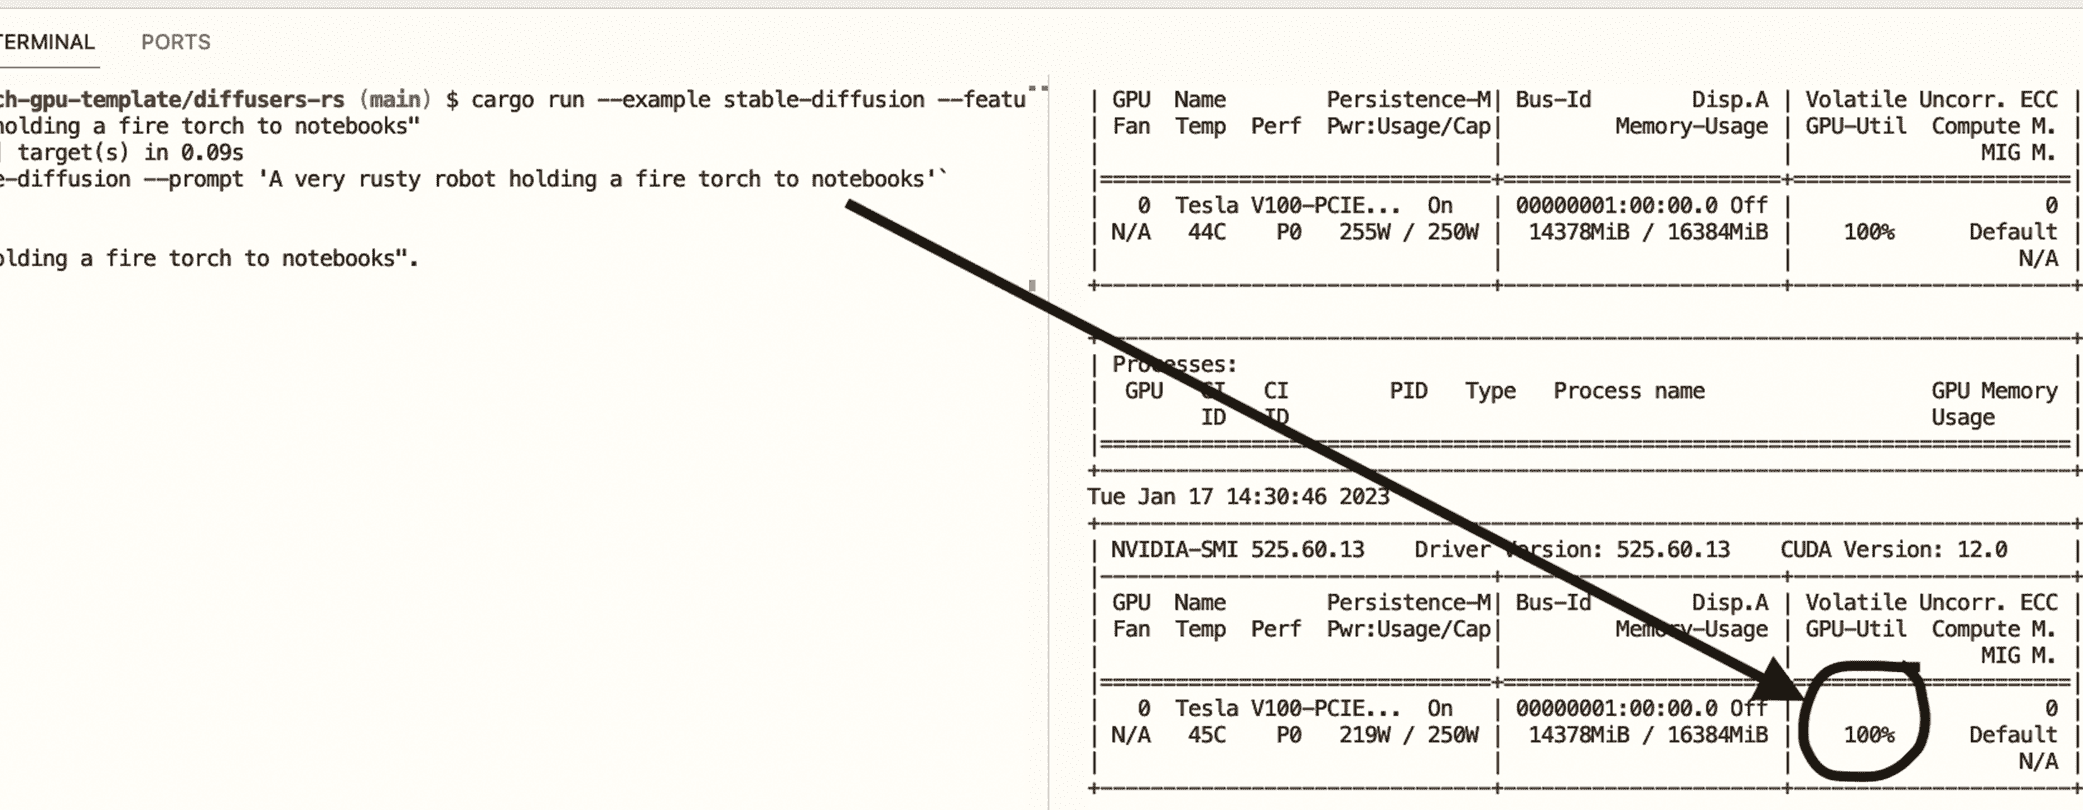 TERMINAL PORTS
ch-gpu-template/diffusers-rs (main) $ cargo run --example stable-diffusion --featu
holding a fire torch to notebooks"
target(s) in 0.09s
e-diffusion --prompt 'A very rusty robot holding a fire torch to notebooks'`
olding a fire torch to notebooks".
| GPU Name Persistence-M| Bus-Id Disp.A | Volatile Uncorr. ECC |
| Fan Temp Perf Pwr:Usage/Cap| Memory-Usage | GPU-Util Compute M. |
| | | MIG M. |
| 0 Tesla V100-PCIE... On | 00000001:00:00.0 Off | 0 |
| N/A 44C P0 255W / 250W | 14378MiB / 16384MiB | 100% Default |
| | | N/A |
| Processes: |
| GPU GI CI PID Type Process name GPU Memory |
| ID ID Usage |
Tue Jan 17 14:30:46 2023
| NVIDIA-SMI 525.60.13 Driver Version: 525.60.13 CUDA Version: 12.0 |
| GPU Name Persistence-M| Bus-Id Disp.A | Volatile Uncorr. ECC |
| Fan Temp Perf Pwr:Usage/Cap| Memory-Usage | GPU-Util Compute M. |
| | | MIG M. |
| 0 Tesla V100-PCIE... On | 00000001:00:00.0 Off | 0 |
| N/A 45C P0 219W / 250W | 14378MiB / 16384MiB | 100% Default |
| | | N/A |